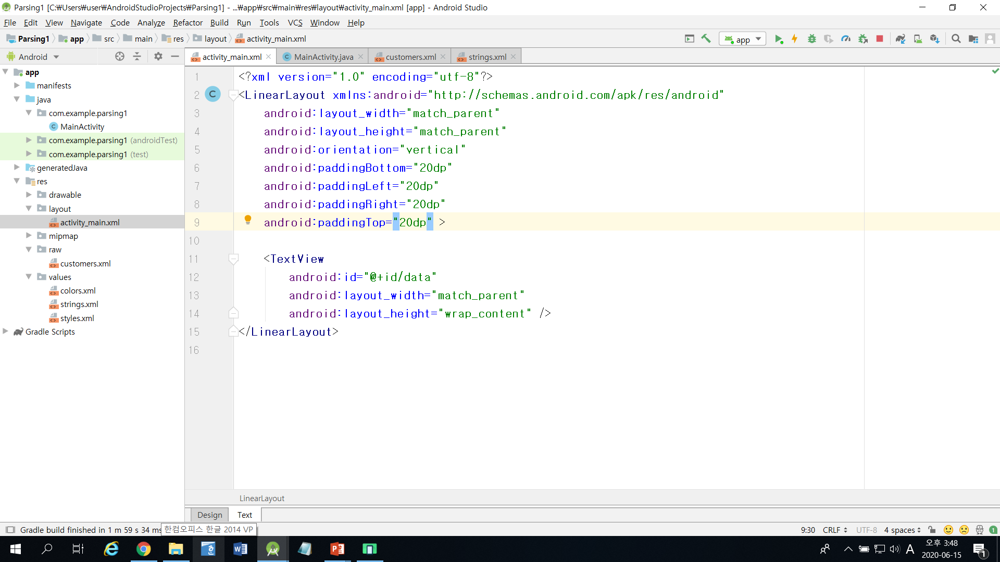 Parsing1 [C:₩Users₩user₩AndroidStudioProjects₩Parsing1] - ...₩app₩src₩main₩res₩layout₩activity_main.xml [app] - Android Studio
File Edit View Navigate Code Analyze Refactor Build Run Tools VCS Window Help
Parsing1 app src main res layout activity_main.xml app
Android
activity_main.xml MainActivity.java customers.xml strings.xml
app
manifests
java
com.example.parsing1
MainActivity
com.example.parsing1 (androidTest)
com.example.parsing1 (test)
generatedJava
res
drawable
layout
activity_main.xml
mipmap
raw
customers.xml
values
colors.xml
strings.xml
styles.xml
Gradle Scripts
1 <?xml version="1.0" encoding="utf-8"?>
2 C <LinearLayout xmlns:android="http://schemas.android.com/apk/res/android"
3 android:layout_width="match_parent"
4 android:layout_height="match_parent"
5 android:orientation="vertical"
6 android:paddingBottom="20dp"
7 android:paddingLeft="20dp"
8 android:paddingRight="20dp"
9 android:paddingTop="20dp" >
10
11 <TextView
12 android:id="@+id/data"
13 android:layout_width="match_parent"
14 android:layout_height="wrap_content" />
15 </LinearLayout>
16
LinearLayout
Design Text
Gradle build finished in 1 m 59 s 34 ms 한컴오피스 한글 2014 VP
9:30 CRLF UTF-8 4 spaces 1
A 오후 3:48
2020-06-15 1